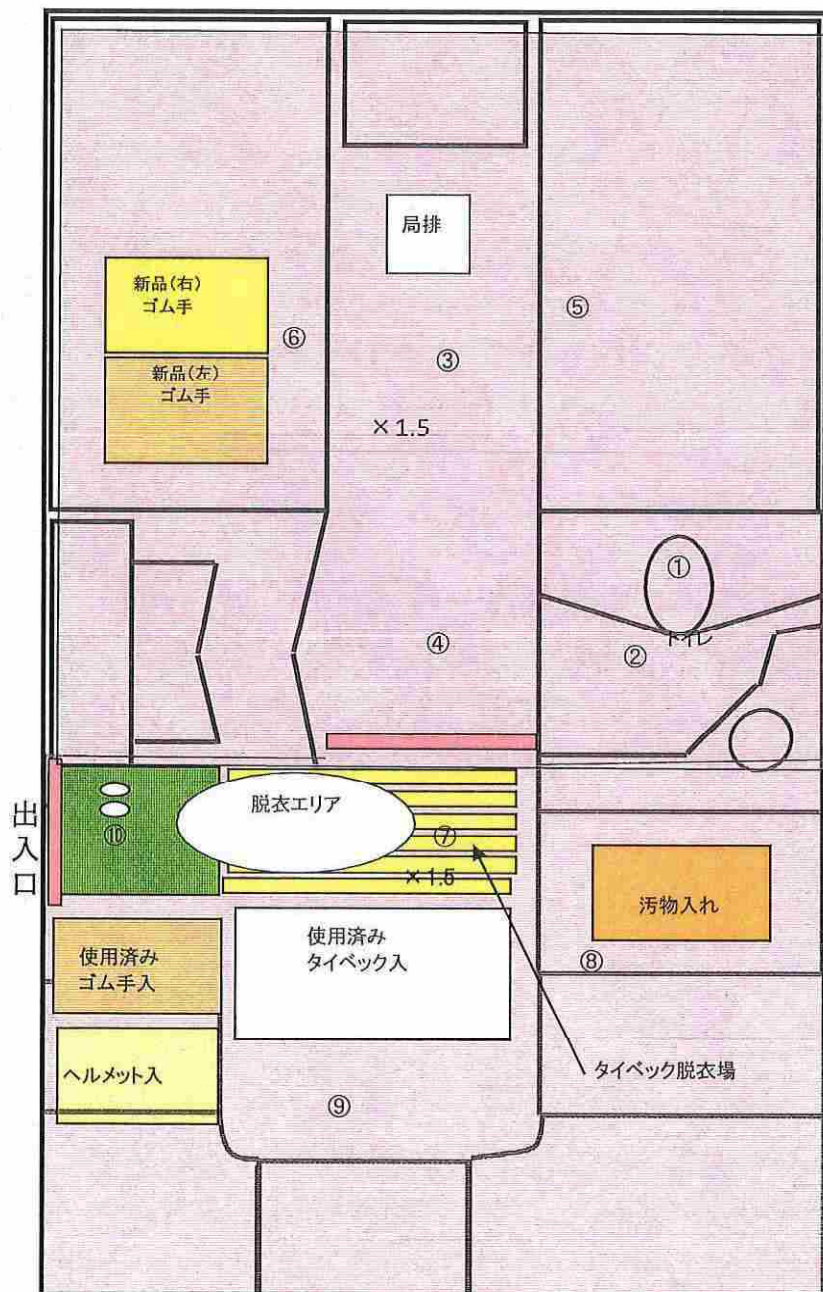 局排
新品(右)
ゴム手
⑤
⑥
③
新品(左)
ゴム手
×1.5
①
④
②
トイレ
出入口
脱衣エリア
⑩
⑦
×1.5
汚物入れ
使用済み
タイベック入
使用済み
ゴム手入
⑧
ヘルメット入
タイベック脱衣場
⑨